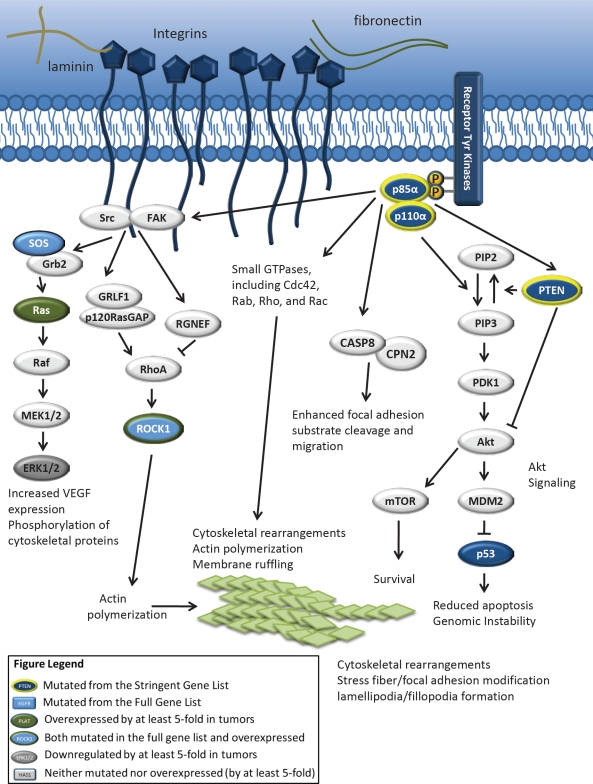 fibronectin
Integrins
laminin
Receptor Tyr Kinases
P
P
p85α
p110α
Src
FAK
SOS
Grb2
PIP2
Small GTPases,
including Cdc42,
Rab, Rho, and Rac
PTEN
GRLF1
p120RasGAP
Ras
RGNEF
PIP3
CASP8
CPN2
Raf
RhoA
PDK1
MEK1/2
ROCK1
Enhanced focal adhesion
substrate cleavage and
migration
Akt
ERK1/2
Akt
Signaling
Increased VEGF
expression
Phosphorylation of
cytoskeletal proteins
mTOR
MDM2
Cytoskeletal rearrangements
Actin polymerization
Membrane ruffling
p53
Survival
Actin
polymerization
Reduced apoptosis
Genomic Instability
Cytoskeletal rearrangements
Stress fiber/focal adhesion modification
lamellipodia/fillopodia formation
Figure Legend
PTEN Mutated from the Stringent Gene List
EGFR Mutated from the Full Gene List
PLAT Overexpressed by at least 5-fold in tumors
ROCK1 Both mutated in the full gene list and overexpressed
ERK1/2 Downregulated by at least 5-fold in tumors
HAS2 Neither mutated nor overexpressed (by at least 5-fold)